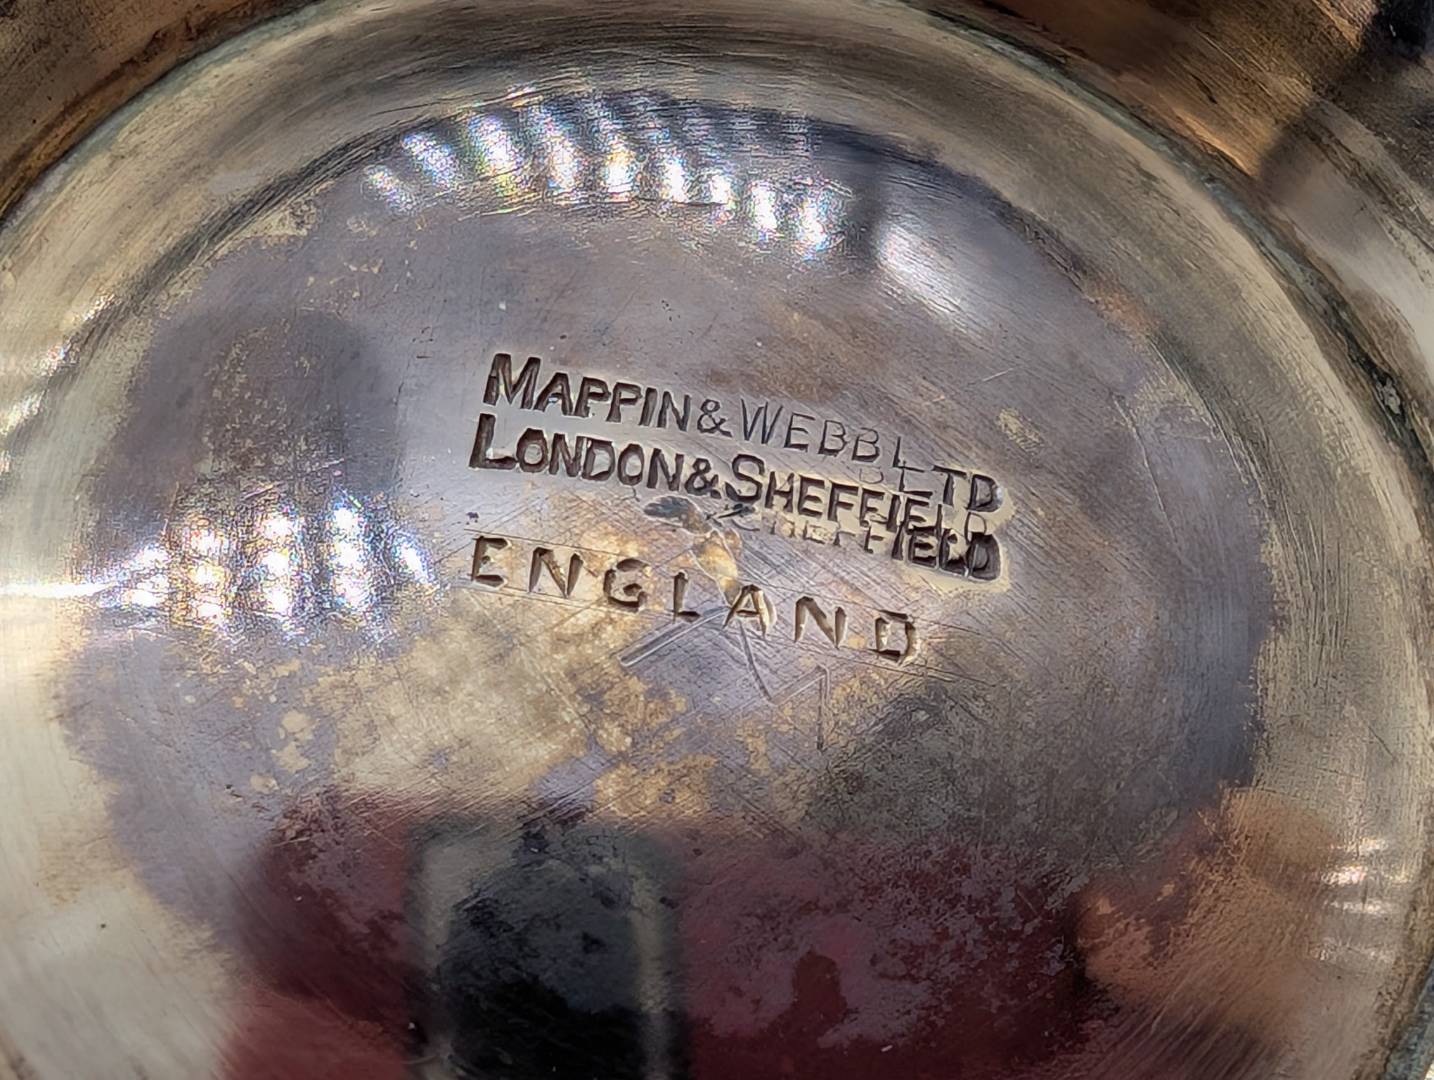 MAPPIN & WEBB LTD
LONDON & SHEFFIELD
ENGLAND